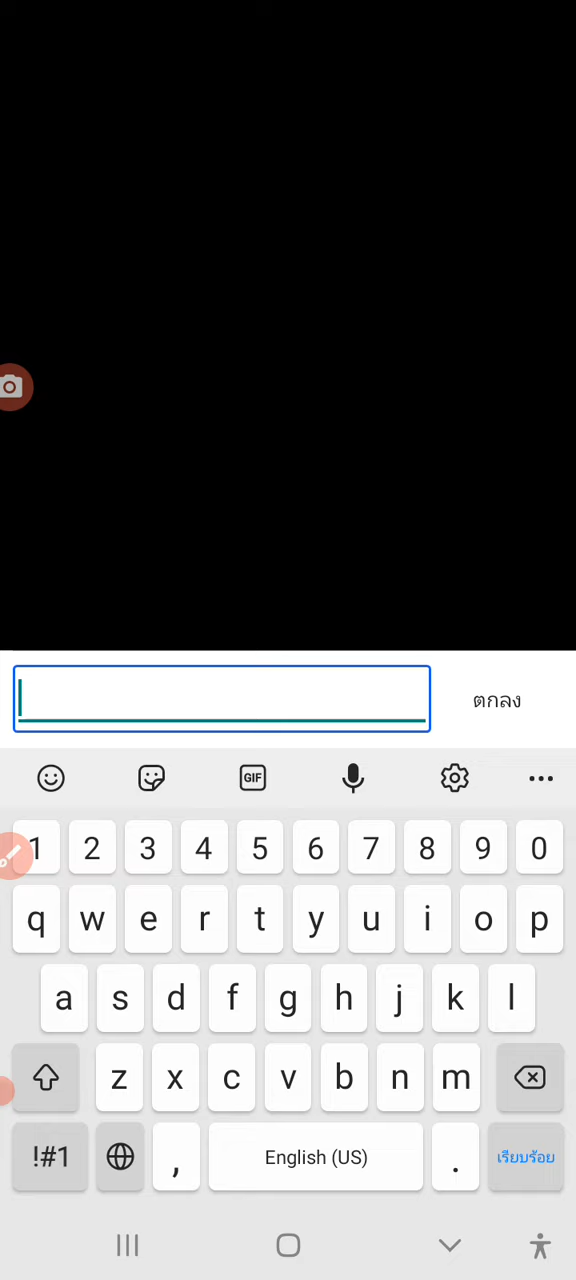 ตกลง
GIF
1 2 3 4 5 6 7 8 9 0
q w e r t y u i o p
a s d f g h j k l
z x c v b n m
!#1 , English (US) . เรียบร้อย